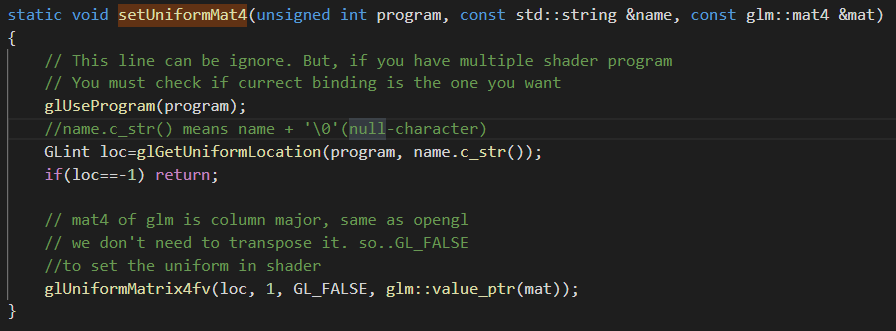 static void setUniformMat4(unsigned int program, const std::string &name, const glm::mat4 &mat)
{
    // This line can be ignore. But, if you have multiple shader program
    // You must check if currect binding is the one you want
    glUseProgram(program);
    //name.c_str() means name + '\0'(null-character)
    GLint loc=glGetUniformLocation(program, name.c_str());
    if(loc==-1) return;
    // mat4 of glm is column major, same as opengl
    // we don't need to transpose it. so..GL_FALSE
    //to set the uniform in shader
    glUniformMatrix4fv(loc, 1, GL_FALSE, glm::value_ptr(mat));
}